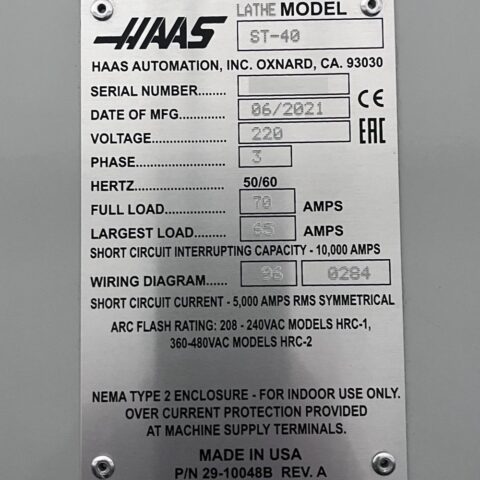 LATHE MODEL
HAAS ST-40
HAAS AUTOMATION, INC. OXNARD, CA. 93030
SERIAL NUMBER........
DATE OF MFG............. 06/2021 CE
VOLTAGE.................... 220 EAC
PHASE........................ 3
HERTZ........................ 50/60
FULL LOAD................. 70 AMPS
LARGEST LOAD......... 65 AMPS
SHORT CIRCUIT INTERRUPTING CAPACITY - 10,000 AMPS
WIRING DIAGRAM...... 96 0284
SHORT CIRCUIT CURRENT - 5,000 AMPS RMS SYMMETRICAL
ARC FLASH RATING: 208 - 240VAC MODELS HRC-1,
360-480VAC MODELS HRC-2
NEMA TYPE 2 ENCLOSURE - FOR INDOOR USE ONLY.
OVER CURRENT PROTECTION PROVIDED
AT MACHINE SUPPLY TERMINALS.
MADE IN USA
P/N 29-10048B REV. A